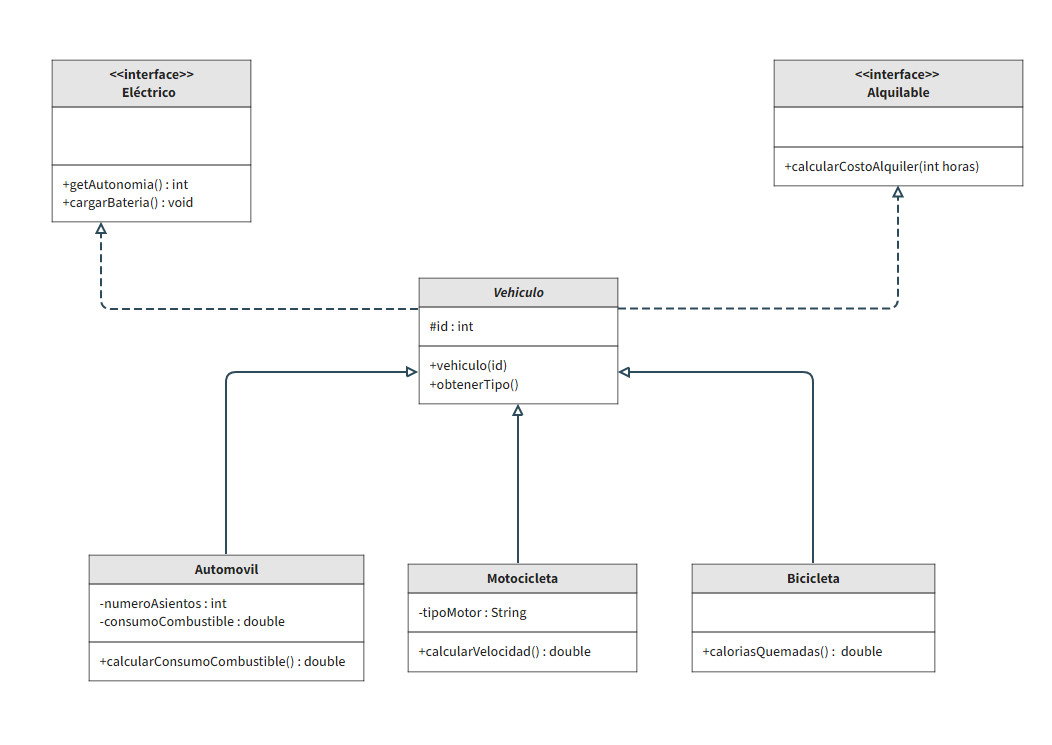 <<interface>>
Eléctrico
+getAutonomia() : int
+cargarBateria() : void
<<interface>>
Alquilable
+calcularCostoAlquiler(int horas)
Vehiculo
#id : int
+vehiculo(id)
+obtenerTipo()
Automovil
-numeroAsientos : int
-consumoCombustible : double
+calcularConsumoCombustible() : double
Motocicleta
-tipoMotor : String
+calcularVelocidad() : double
Bicicleta
+caloriasQuemadas() :  double